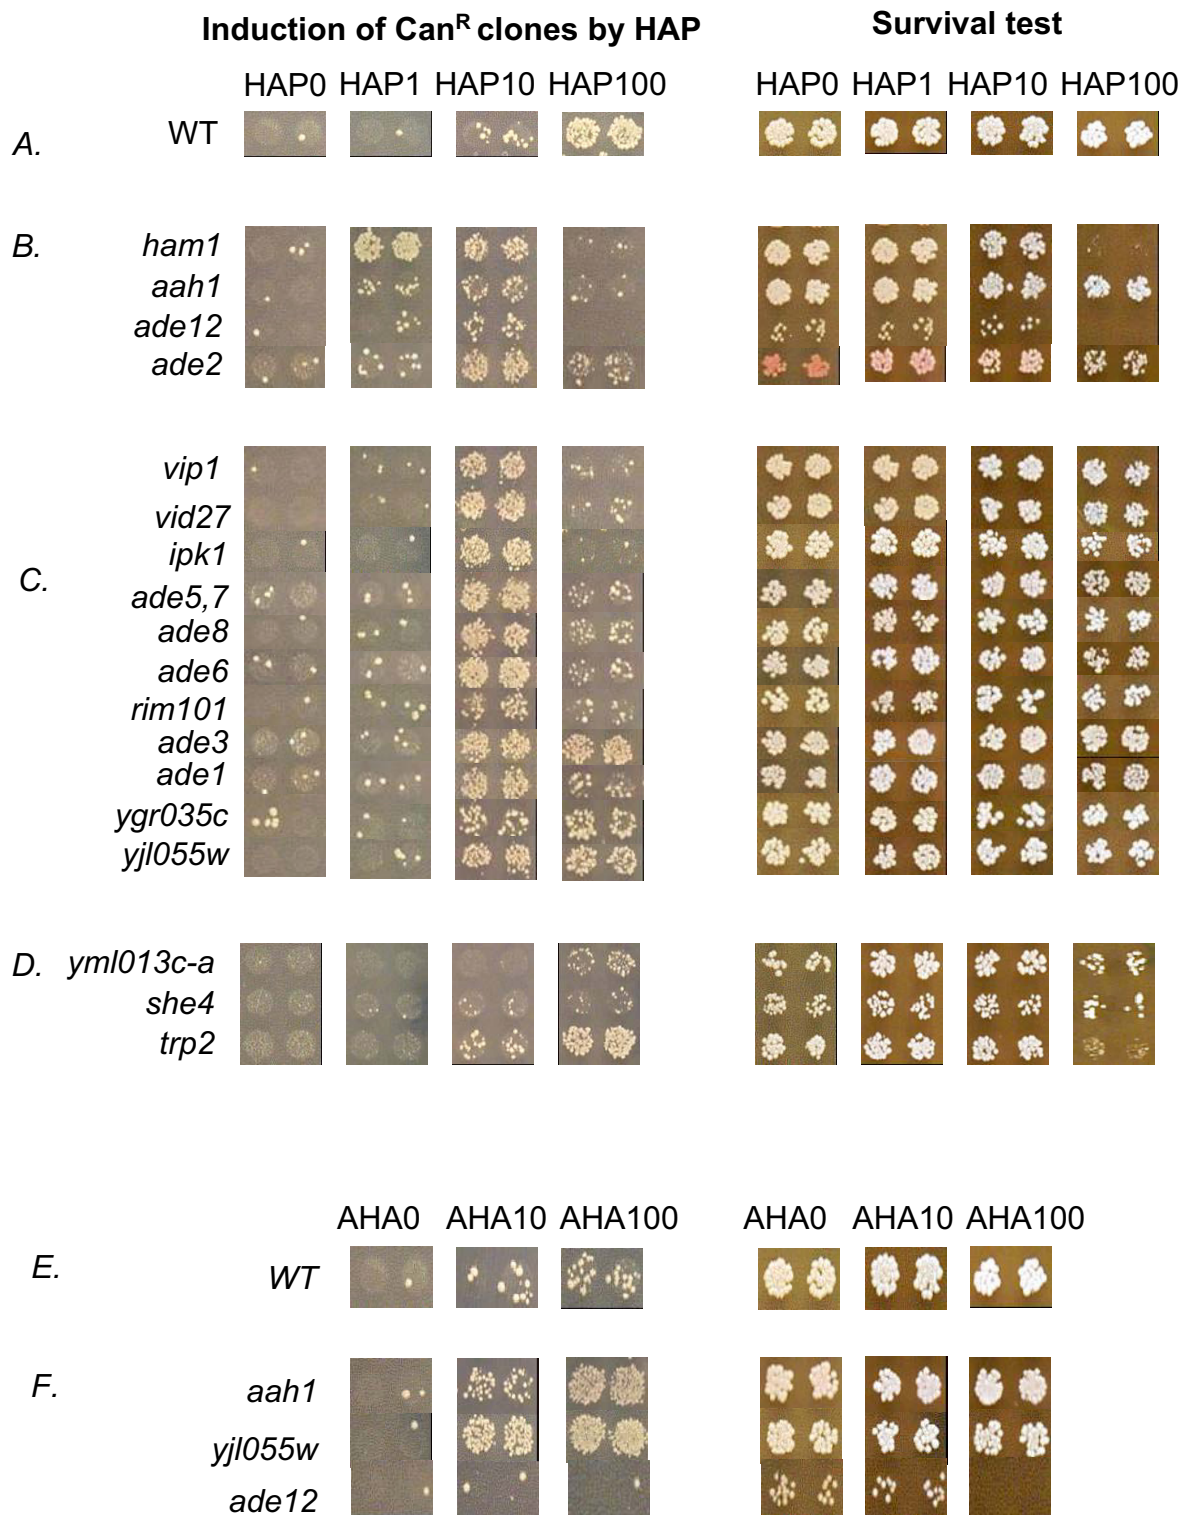 Induction of Can^R clones by HAP
Survival test
HAP0 HAP1 HAP10 HAP100 HAP0 HAP1 HAP10 HAP100
A. WT
B. ham1
aah1
ade12
ade2
C.
vip1
vid27
ipk1
ade5,7
ade8
ade6
rim101
ade3
ade1
ygr035c
yjl055w
D. yml013c-a
she4
trp2
AHA0 AHA10 AHA100 AHA0 AHA10 AHA100
E. WT
F. aah1
yjl055w
ade12